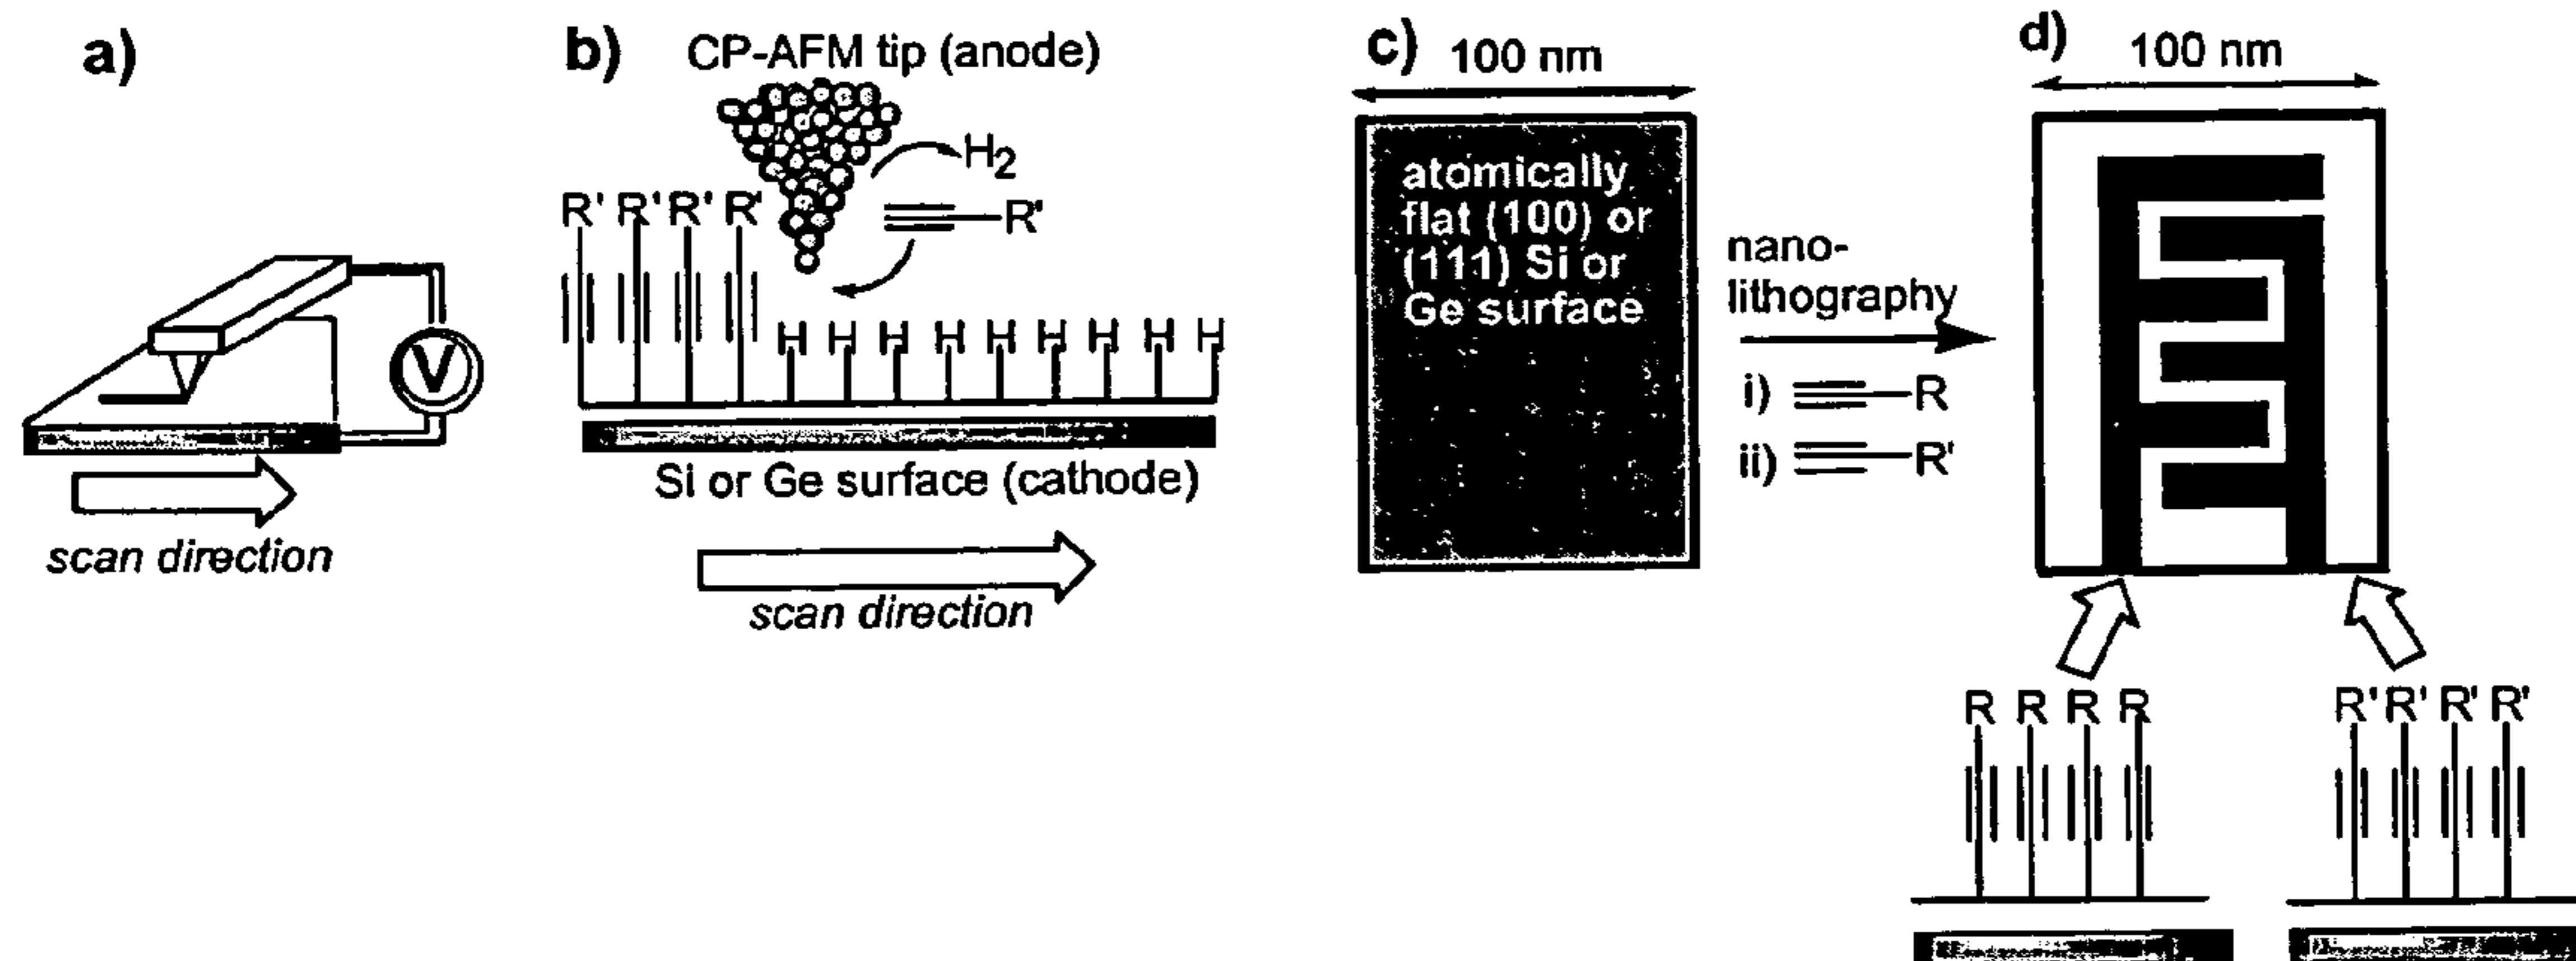 a)
V
scan direction
b)
CP-AFM tip (anode)
H2
R' R' R' R'
R'
H H H H H H H H H
Si or Ge surface (cathode)
scan direction
c)
100 nm
atomically
flat (100) or
(111) Si or
Ge surface
nano-
lithography
i) R
ii) R'
d)
100 nm
R R R R
R' R' R' R'